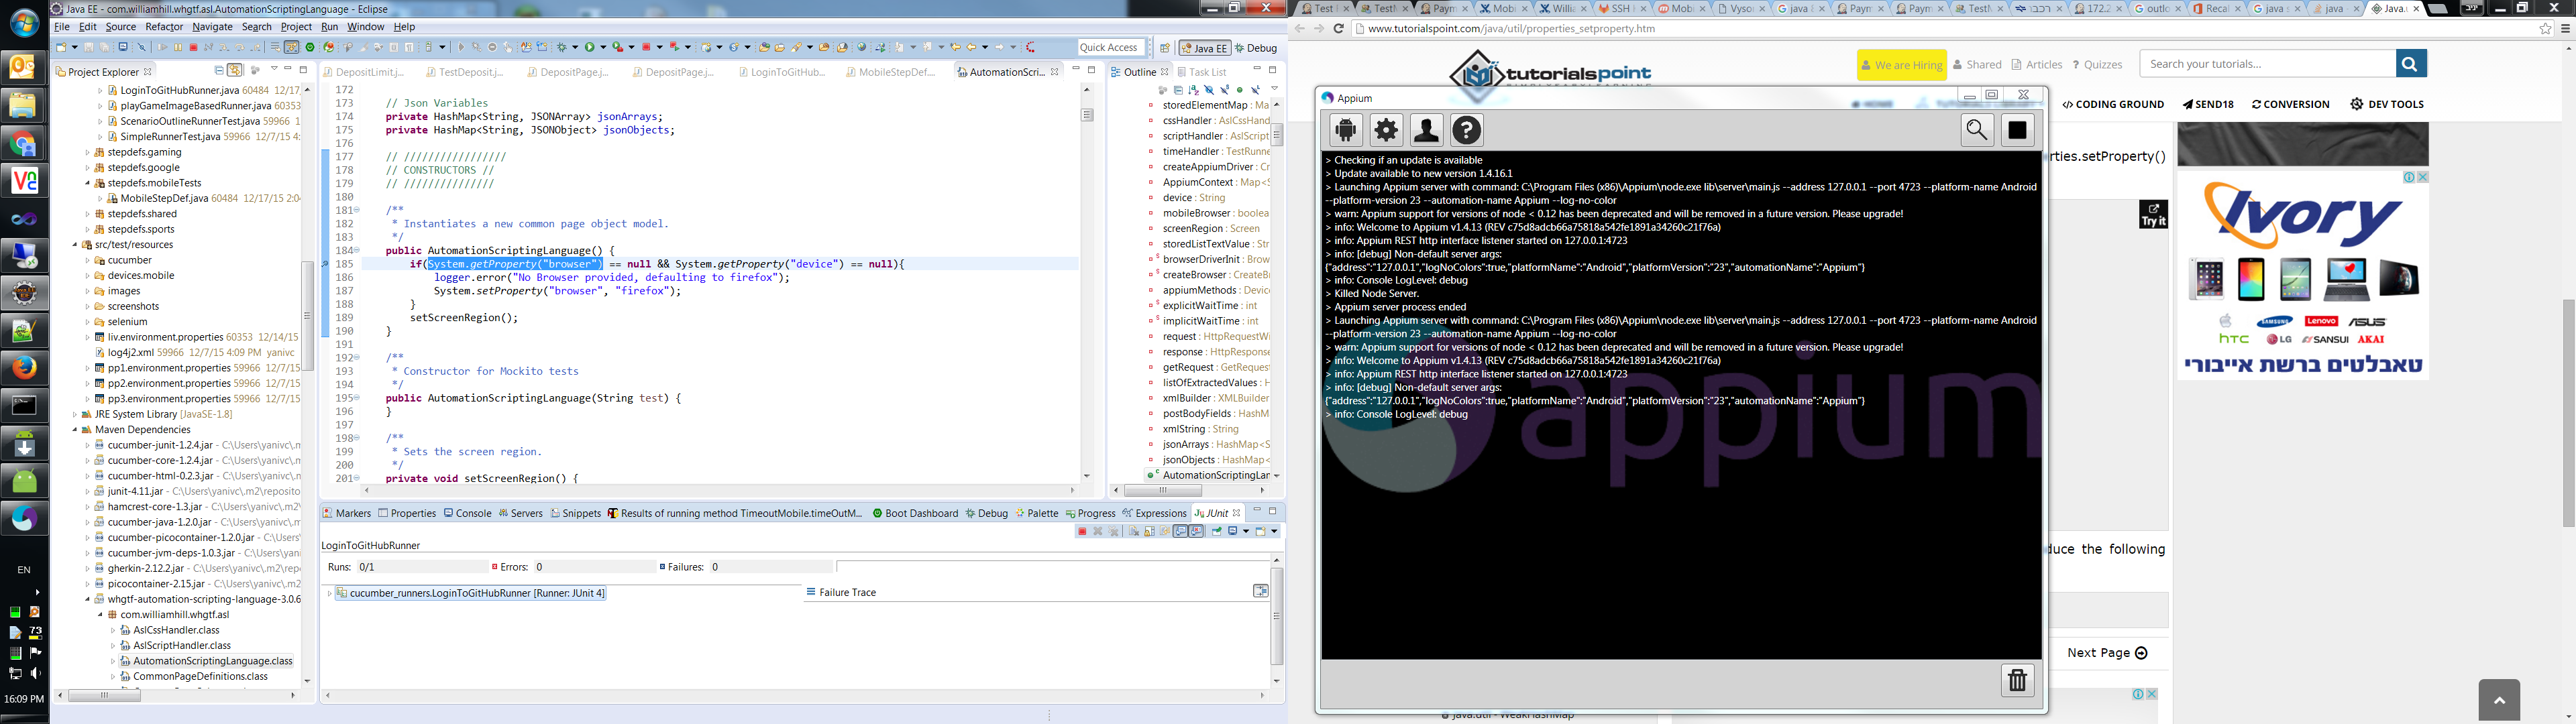 Java EE - com.williamhill.whgtf.asl.AutomationScriptingLanguage - Eclipse
File Edit Source Refactor Navigate Search Project Run Window Help
Quick Access
Java EE
Debug
Project Explorer
LoginToGitHubRunner.java 60484 12/17/
playGameImageBasedRunner.java 60353
ScenarioOutlineRunnerTest.java 59966 1
SimpleRunnerTest.java 59966 12/7/15 4:
stepdefs.gaming
stepdefs.google
stepdefs.mobileTests
MobileStepDef.java 60484 12/17/15 2:04
stepdefs.shared
stepdefs.sports
src/test/resources
cucumber
devices.mobile
images
screenshots
selenium
liv.environment.properties 60353 12/14/15
log4j2.xml 59966 12/7/15 4:09 PM yanivc
pp1.environment.properties 59966 12/7/15
pp2.environment.properties 59966 12/7/15
pp3.environment.properties 59966 12/7/15
JRE System Library [JavaSE-1.8]
Maven Dependencies
cucumber-junit-1.2.4.jar - C:\Users\yanivc\.m
cucumber-core-1.2.4.jar - C:\Users\yanivc\.m2
cucumber-html-0.2.3.jar - C:\Users\yanivc\.m2
junit-4.11.jar - C:\Users\yanivc\.m2\reposito
hamcrest-core-1.3.jar - C:\Users\yanivc\.m2\
cucumber-java-1.2.0.jar - C:\Users\yanivc\.m2
cucumber-picocontainer-1.2.0.jar - C:\Users\
cucumber-jvm-deps-1.0.3.jar - C:\Users\yani
gherkin-2.12.2.jar - C:\Users\yanivc\.m2\repo
picocontainer-2.15.jar - C:\Users\yanivc\.m2\
whgtf-automation-scripting-language-3.0.6
com.williamhill.whgtf.asl
AslCssHandler.class
AslScriptHandler.class
AutomationScriptingLanguage.class
CommonPageDefinitions.class
EN
73
16:09 PM
DepositLimit.j... TestDeposit.j... DepositPage.j... DepositPage.j... LoginToGitHub... MobileStepDef.... AutomationScri...
172
173 // Json Variables
174 private HashMap<String, JSONArray> jsonArrays;
175 private HashMap<String, JSONObject> jsonObjects;
176
177 // /////////////////
178 // CONSTRUCTORS //
179 // ///////////////
180
181 /**
182 * Instantiates a new common page object model.
183 */
184 public AutomationScriptingLanguage() {
185 if(System.getProperty("browser") == null && System.getProperty("device") == null){
186 logger.error("No Browser provided, defaulting to firefox");
187 System.setProperty("browser", "firefox");
188 }
189 setScreenRegion();
190 }
191
192 /**
193 * Constructor for Mockito tests
194 */
195 public AutomationScriptingLanguage(String test) {
196 }
197
198 /**
199 * Sets the screen region.
200 */
201 private void setScreenRegion() {
Outline
Task List
storedElementMap : Ma
cssHandler : AslCssHand
scriptHandler : AslScript
timeHandler : TestRunne
createAppiumDriver : Cr
AppiumContext : Map<S
device : String
mobileBrowser : boolea
screenRegion : Screen
storedListTextValue : Str
browserDriverInit : Brow
createBrowser : CreateBr
appiumMethods : Device
explicitWaitTime : int
implicitWaitTime : int
request : HttpRequestWi
response : HttpResponse
getRequest : GetReques
listOfExtractedValues : H
xmlBuilder : XMLBuilder
postBodyFields : HashM
xmlString : String
jsonArrays : HashMap<S
jsonObjects : HashMap<
AutomationScriptingLan
Markers Properties Console Servers Snippets Results of running method TimeoutMobile.timeOutM... Boot Dashboard Debug Palette Progress Expressions JUnit
LoginToGitHubRunner
Runs: 0/1 Errors: 0 Failures: 0
cucumber_runners.LoginToGitHubRunner [Runner: JUnit 4]
Failure Trace
www.tutorialspoint.com/java/util/properties_setproperty.htm
tutorialspoint
We are Hiring Shared Articles ? Quizzes
Search your tutorials...
</> CODING GROUND SEND18 CONVERSION DEV TOOLS
Appium
> Checking if an update is available
> Update available to new version 1.4.16.1
> Launching Appium server with command: C:\Program Files (x86)\Appium\node.exe lib\server\main.js --address 127.0.0.1 --port 4723 --platform-name Android
--platform-version 23 --automation-name Appium --log-no-color
> warn: Appium support for versions of node < 0.12 has been deprecated and will be removed in a future version. Please upgrade!
> info: Welcome to Appium v1.4.13 (REV c75d8adcb66a75818a542fe1891a34260c21f76a)
> info: Appium REST http interface listener started on 127.0.0.1:4723
> info: [debug] Non-default server args:
{"address":"127.0.0.1","logNoColors":true,"platformName":"Android","platformVersion":"23","automationName":"Appium"}
> info: Console LogLevel: debug
> Killed Node Server.
> Appium server process ended
> Launching Appium server with command: C:\Program Files (x86)\Appium\node.exe lib\server\main.js --address 127.0.0.1 --port 4723 --platform-name Android
--platform-version 23 --automation-name Appium --log-no-color
> warn: Appium support for versions of node < 0.12 has been deprecated and will be removed in a future version. Please upgrade!
> info: Welcome to Appium v1.4.13 (REV c75d8adcb66a75818a542fe1891a34260c21f76a)
> info: Appium REST http interface listener started on 127.0.0.1:4723
> info: [debug] Non-default server args:
{"address":"127.0.0.1","logNoColors":true,"platformName":"Android","platformVersion":"23","automationName":"Appium"}
> info: Console LogLevel: debug
appium
rties.setProperty()
Try it
duce the following
Next Page
java.util - WeakHashMap
Ivory
SAMSUNG Lenovo ASUS
hTC LG SANSUI AKAI
טאבלטים ברשת אייבורי